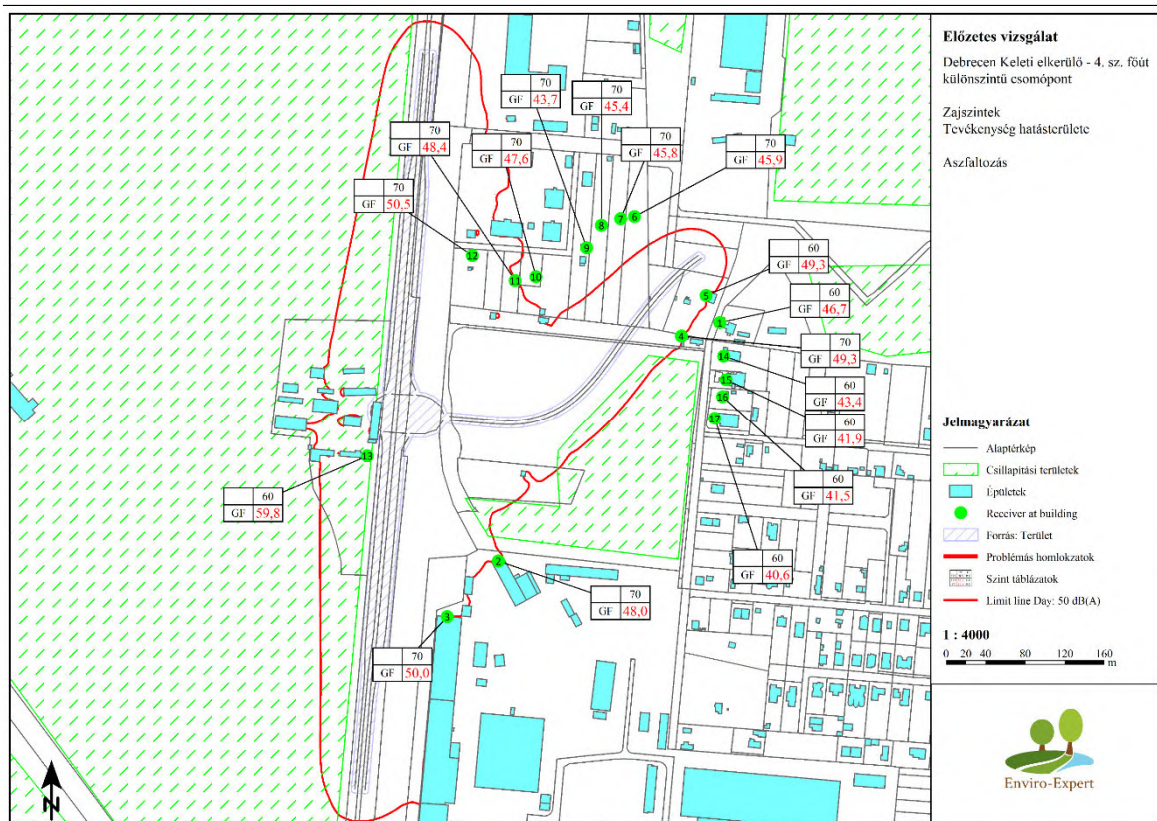 Előzetes vizsgálat
Debrecen Keleti elkerülő - 4. sz. főút
különszintű csomópont
Zajszintek
Tevékenység hatásterülete
Aszfaltozás
70
GF 43,7
70
GF 45,4
70
GF 48,4
70
GF 47,6
70
GF 45,8
70
GF 45,9
70
GF 50,5
60
GF 49,3
60
GF 46,7
70
GF 49,3
60
GF 43,4
60
GF 41,9
60
GF 41,5
60
GF 40,6
60
GF 59,8
70
GF 48,0
70
GF 50,0
6
7
8
9
12
11
10
5
1
4
14
15
16
17
13
2
3
Jelmagyarázat
Alaptérkép
Csillapítási területek
Épületek
Receiver at building
Forrás: Terület
Problémás homlokzatok
Szint táblázatok
Limit line Day: 50 dB(A)
1 : 4000
0 20 40 80 120 160
m
N
Enviro-Expert